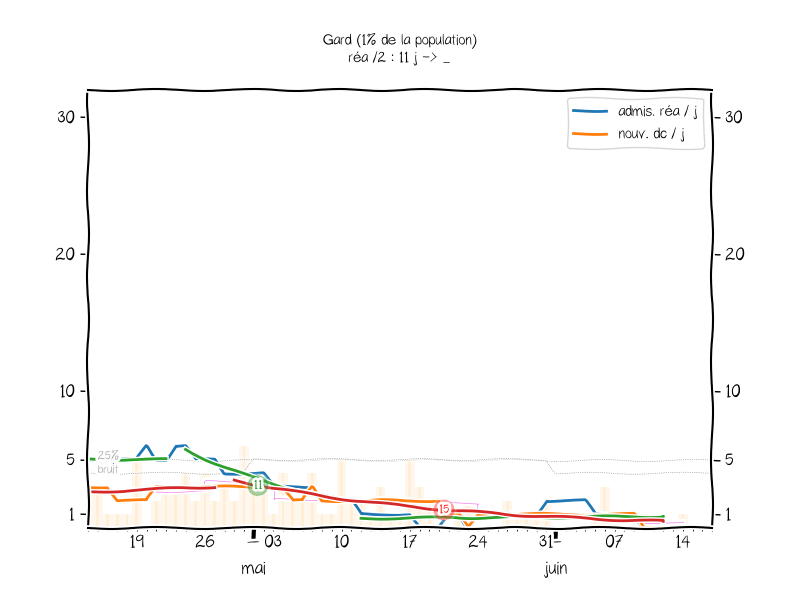 Gard (1% de la population)
réa /2 : 11 j -> _
admis. réa / j
nouv. dc / j
30 30
20 20
10 10
5 5
1 1
25%
bruit
11
15
19 26 03 10 17 24 31 07 14
mai juin